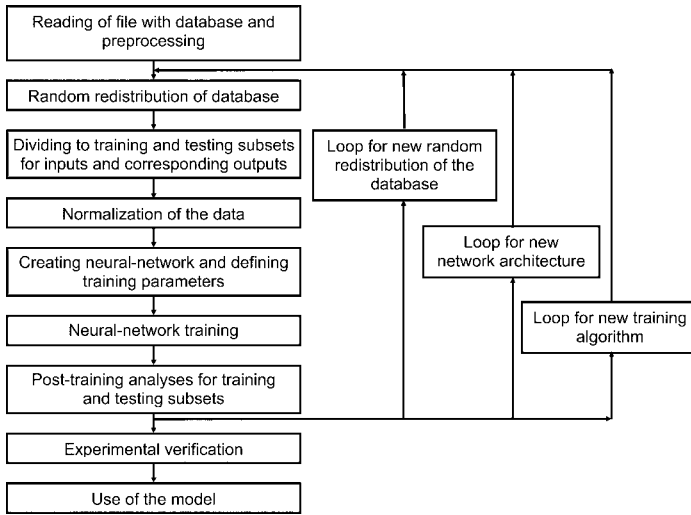 Reading of file with database and
preprocessing
Random redistribution of database
Dividing to training and testing subsets
for inputs and corresponding outputs
Normalization of the data
Creating neural-network and defining
training parameters
Neural-network training
Post-training analyses for training
and testing subsets
Experimental verification
Use of the model
Loop for new random
redistribution of the
database
Loop for new
network architecture
Loop for new training
algorithm